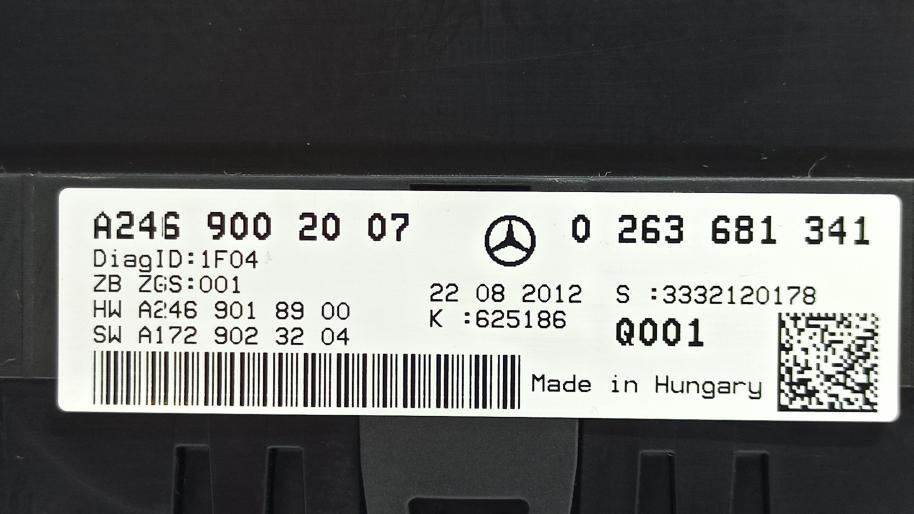 A246 900 20 07 0 263 681 341
DiagID:1F04
ZB ZGS:001
22 08 2012 S :3332120178
HW A246 901 89 00
K :625186 Q001
SW A172 902 32 04
Made in Hungary